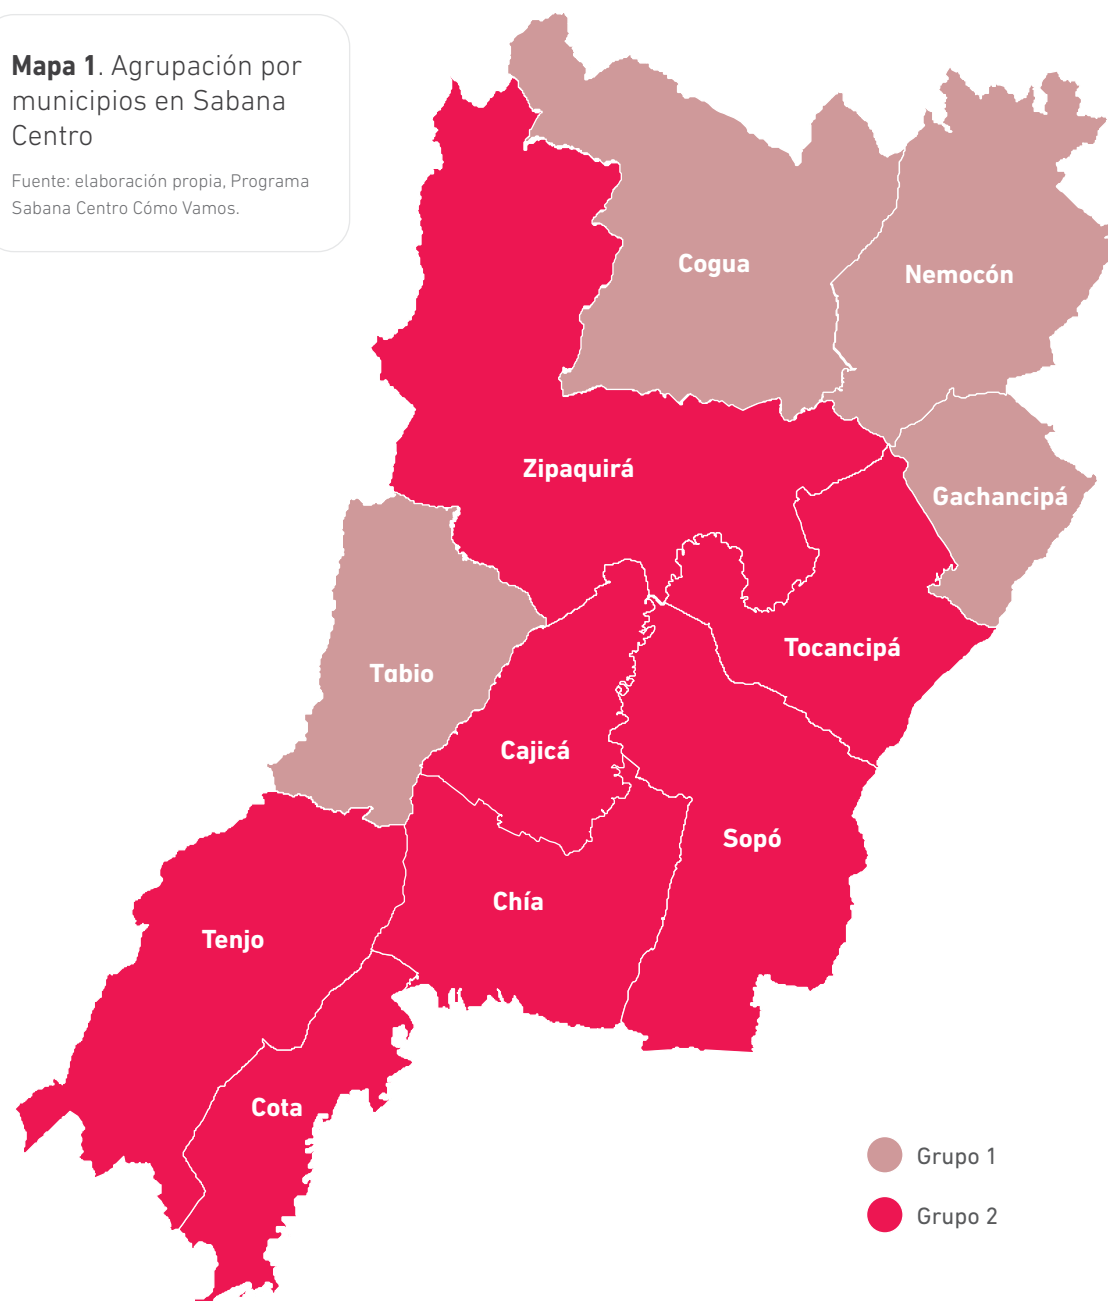 Mapa 1. Agrupación por
municipios en Sabana
Centro
Fuente: elaboración propia, Programa
Sabana Centro Cómo Vamos.
Cogua
Nemocón
Zipaquirá
Gachancipá
Tocancipá
Tabio
Cajicá
Sopó
Chía
Tenjo
Cota
Grupo 1
Grupo 2